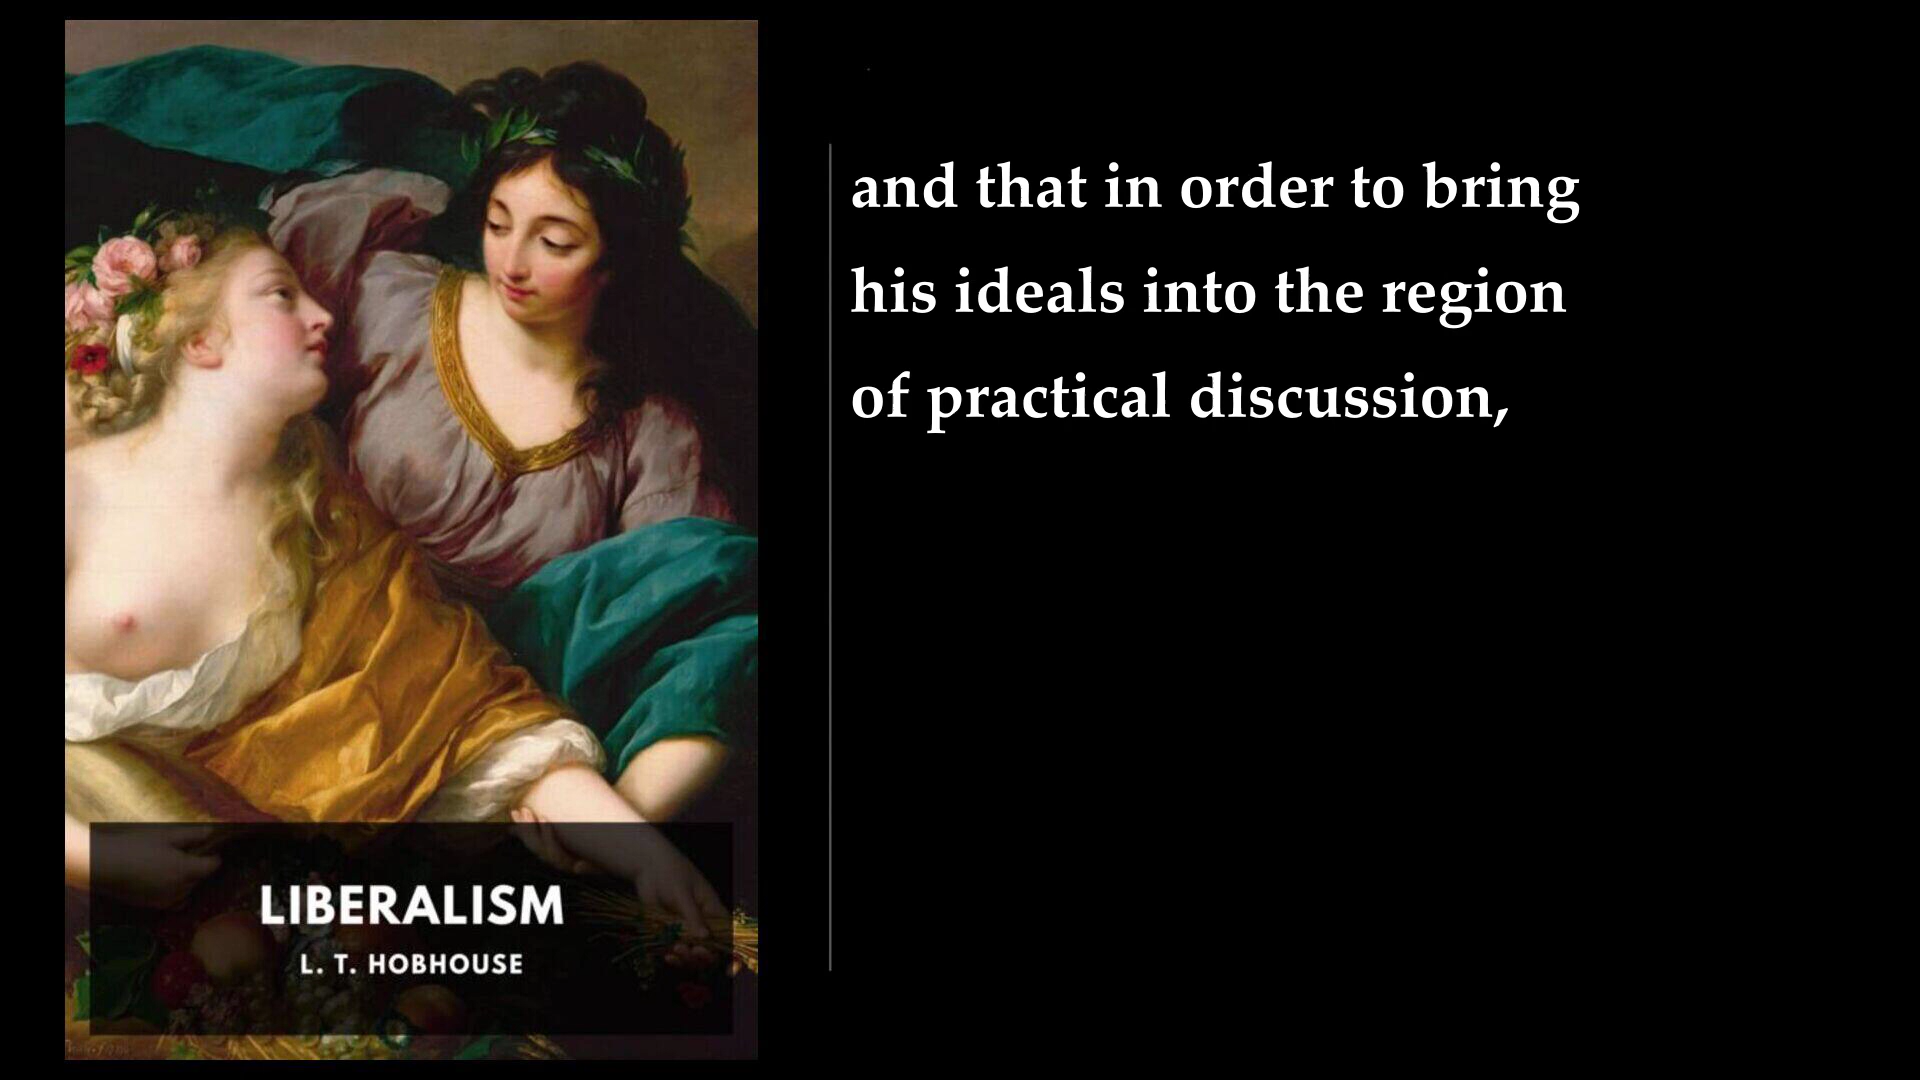 LIBERALISM
L. T. HOBHOUSE
and that in order to bring
his ideals into the region
of practical discussion,